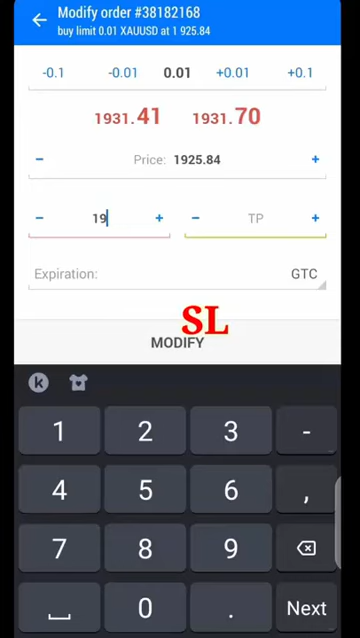 Modify order #38182168
buy limit 0.01 XAUUSD at 1 925.84
-0.1 -0.01 0.01 +0.01 +0.1
1931.41 1931.70
- Price: 1925.84 +
- 19 + - TP +
Expiration: GTC
SL
MODIFY
1 2 3 -
4 5 6 ,
7 8 9
0 . Next